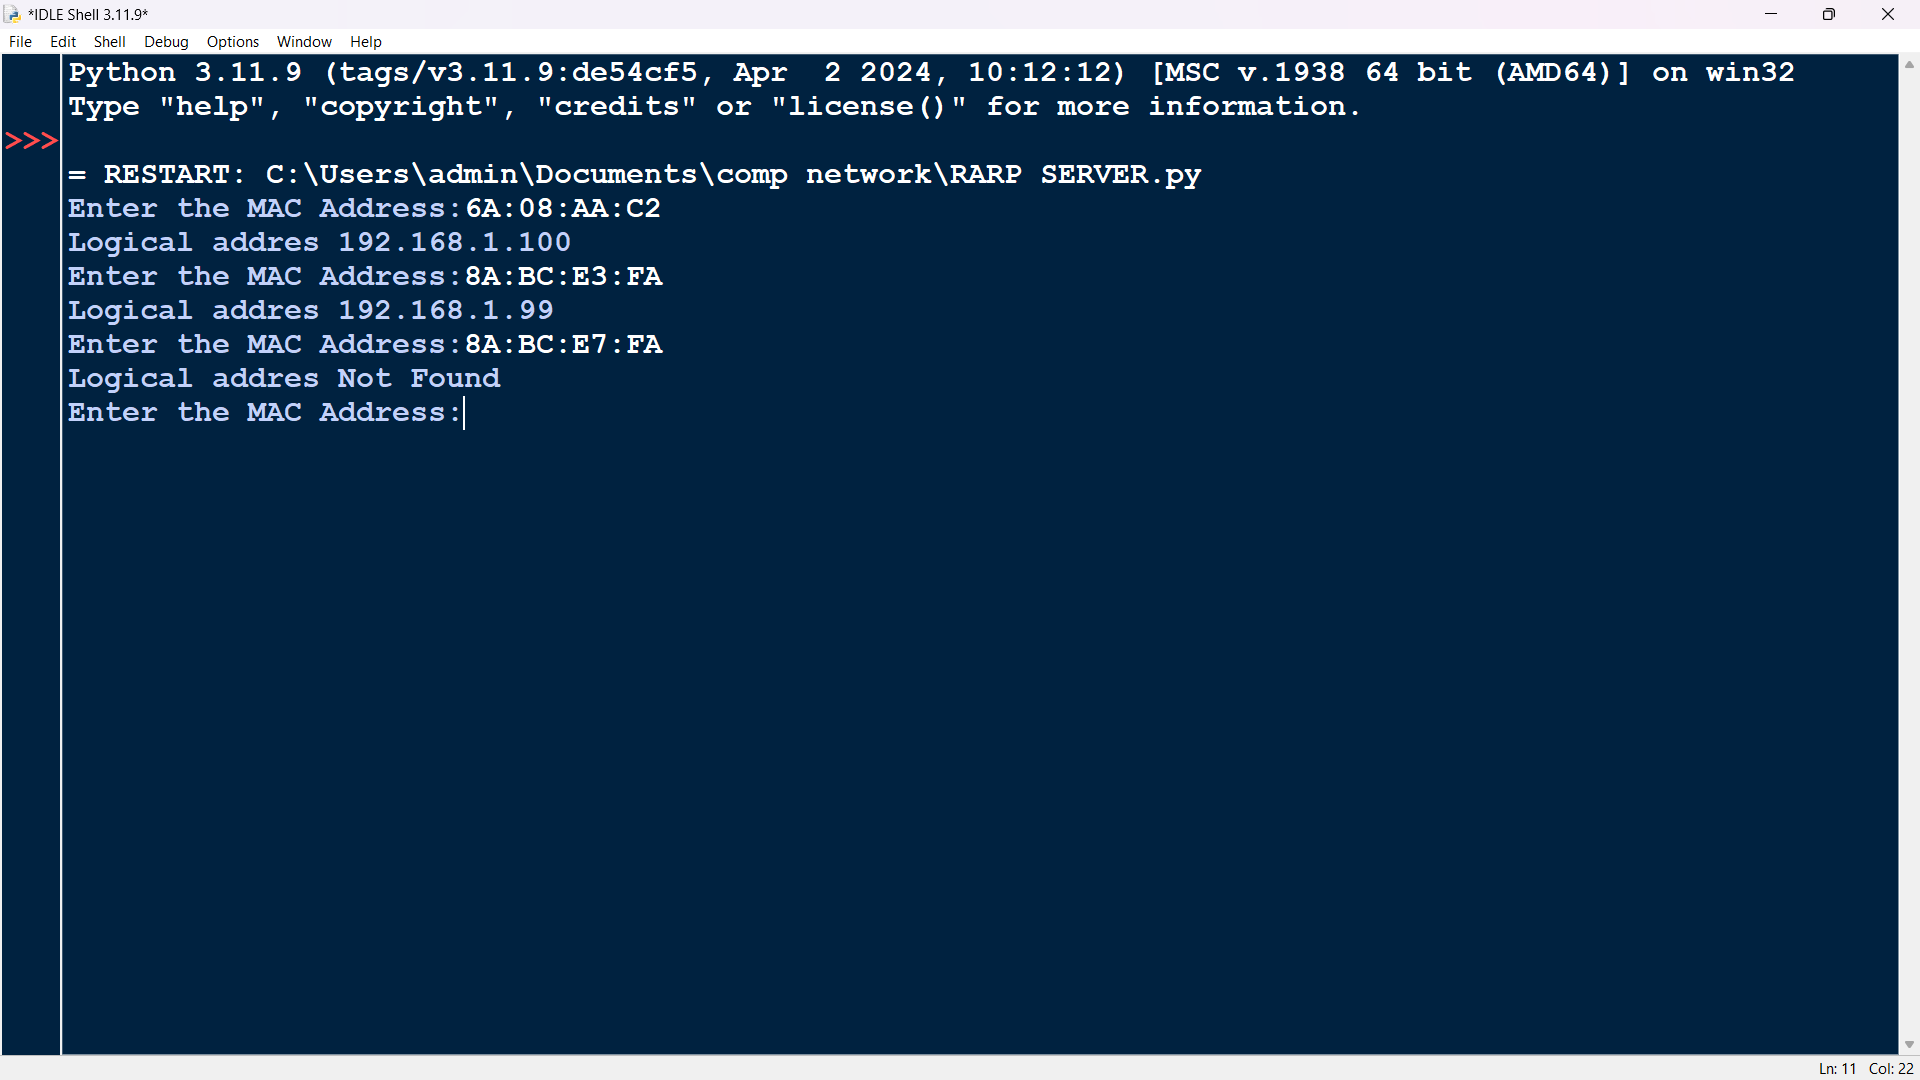 *IDLE Shell 3.11.9*
File Edit Shell Debug Options Window Help
Python 3.11.9 (tags/v3.11.9:de54cf5, Apr  2 2024, 10:12:12) [MSC v.1938 64 bit (AMD64)] on win32
Type "help", "copyright", "credits" or "license()" for more information.
>>>
= RESTART: C:\Users\admin\Documents\comp network\RARP SERVER.py
Enter the MAC Address:6A:08:AA:C2
Logical addres 192.168.1.100
Enter the MAC Address:8A:BC:E3:FA
Logical addres 192.168.1.99
Enter the MAC Address:8A:BC:E7:FA
Logical addres Not Found
Enter the MAC Address:
Ln: 11 Col: 22